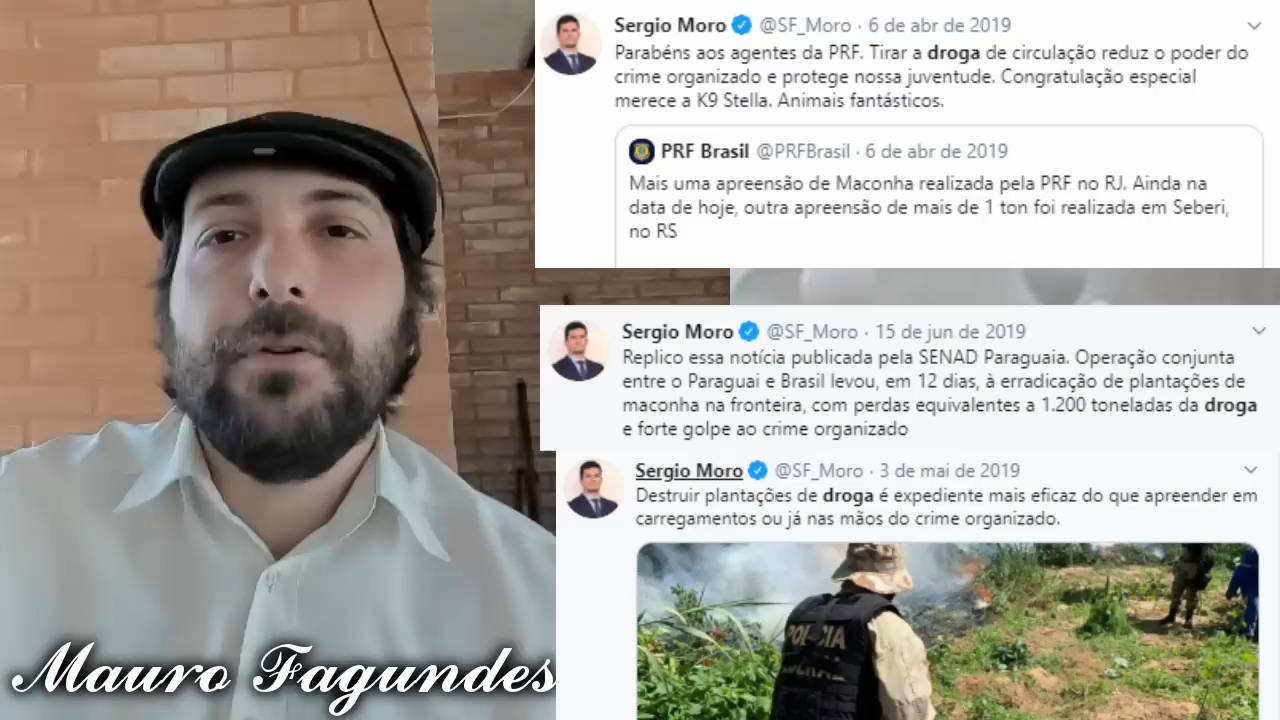 Sergio Moro @SF_Moro · 6 de abr de 2019
Parabéns aos agentes da PRF. Tirar a droga de circulação reduz o poder do
crime organizado e protege nossa juventude. Congratulação especial
merece a K9 Stella. Animais fantásticos.
PRF Brasil @PRFBrasil · 6 de abr de 2019
Mais uma apreensão de Maconha realizada pela PRF no RJ. Ainda na
data de hoje, outra apreensão de mais de 1 ton foi realizada em Seberi,
no RS
Sergio Moro @SF_Moro · 15 de jun de 2019
Replico essa notícia publicada pela SENAD Paraguaia. Operação conjunta
entre o Paraguai e Brasil levou, em 12 dias, à erradicação de plantações de
maconha na fronteira, com perdas equivalentes a 1.200 toneladas da droga
e forte golpe ao crime organizado
Sergio Moro @SF_Moro · 3 de mai de 2019
Destruir plantações de droga é expediente mais eficaz do que apreender em
carregamentos ou já nas mãos do crime organizado.
Mauro Fagundes